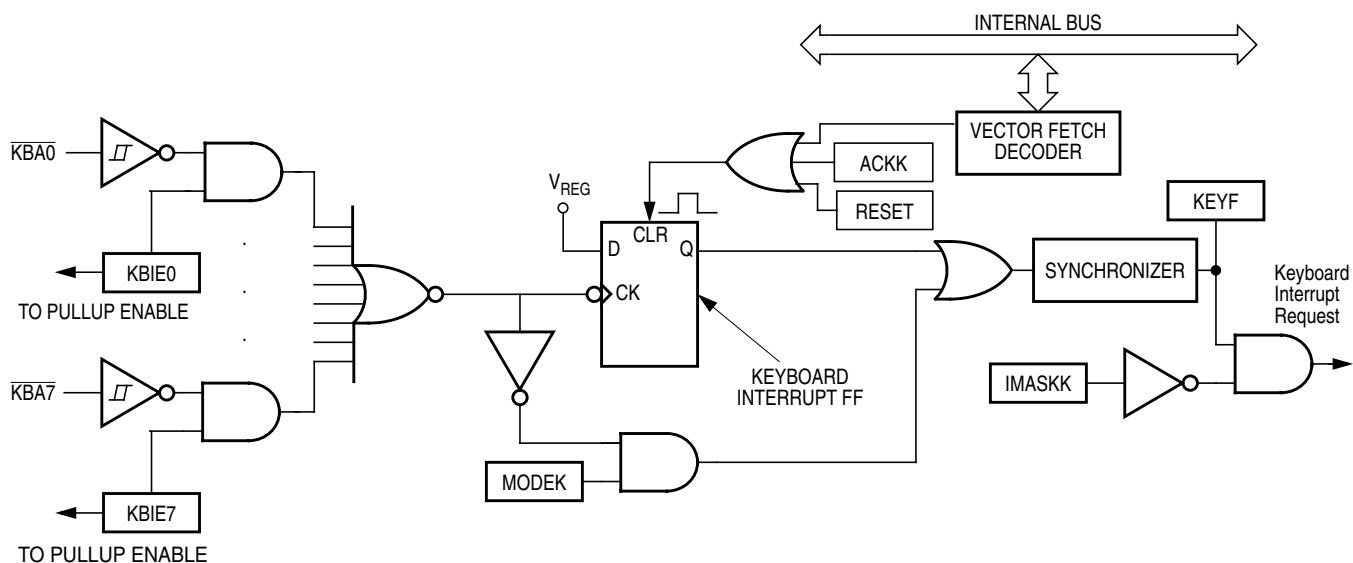 INTERNAL BUS
VECTOR FETCH
DECODER
ACKK
RESET
KBA0
KBIE0
TO PULLUP ENABLE
VREG
D
CLR
Q
CK
KEYBOARD
INTERRUPT FF
KEYF
SYNCHRONIZER
Keyboard
Interrupt
Request
IMASKK
KBA7
KBIE7
TO PULLUP ENABLE
MODEK